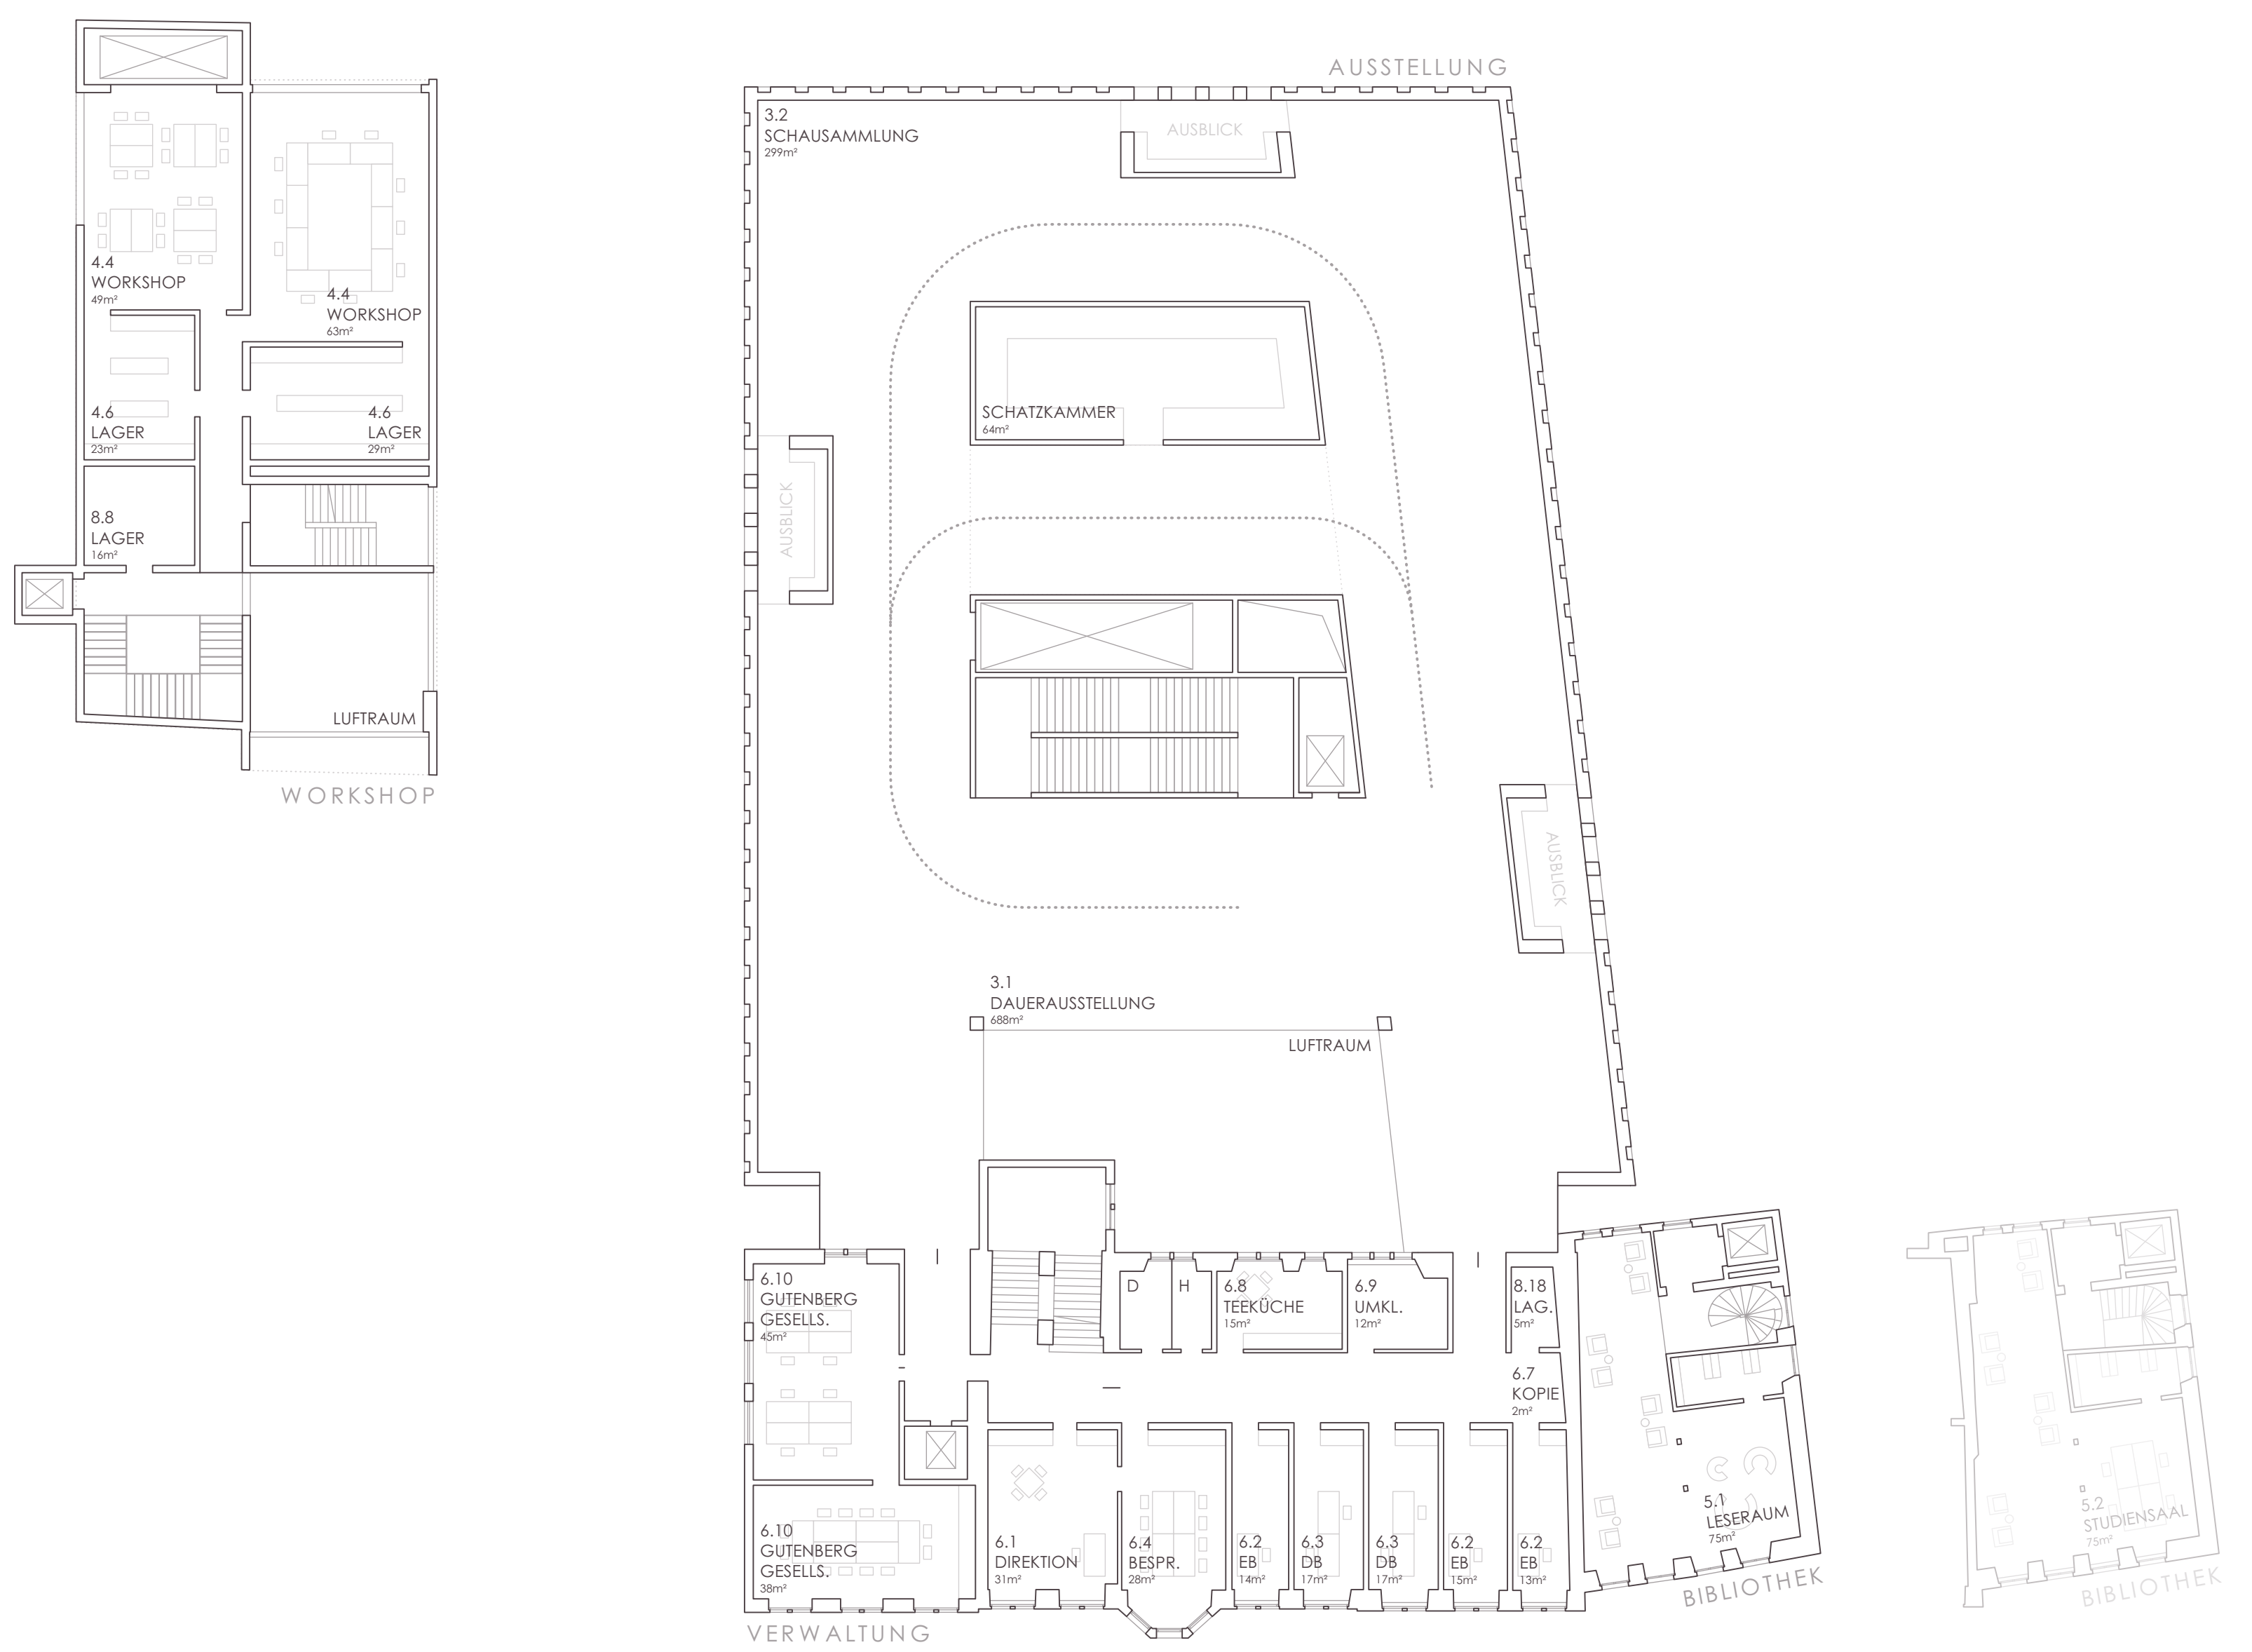 AUSSTELLUNG
3.2
SCHAUSAMMLUNG
299m²
AUSBLICK
4.4
WORKSHOP
49m²
4.4
WORKSHOP
63m²
4.6
LAGER
23m²
4.6
LAGER
29m²
8.8
LAGER
16m²
LUFTRAUM
WORKSHOP
SCHATZKAMMER
64m²
AUSBLICK
AUSBLICK
3.1
DAUERAUSSTELLUNG
688m²
LUFTRAUM
6.10
GUTENBERG
GESELLS.
45m²
D
H
6.8
TEEKÜCHE
15m²
6.9
UMKL.
12m²
8.18
LAG.
5m²
6.7
KOPIE
2m²
6.10
GUTENBERG
GESELLS.
38m²
6.1
DIREKTION
31m²
6.4
BESPR.
28m²
6.2
EB
14m²
6.3
DB
17m²
6.3
DB
17m²
6.2
EB
15m²
6.2
EB
13m²
5.1
LESERAUM
75m²
BIBLIOTHEK
5.2
STUDIENSAAL
75m²
BIBLIOTHEK
VERWALTUNG